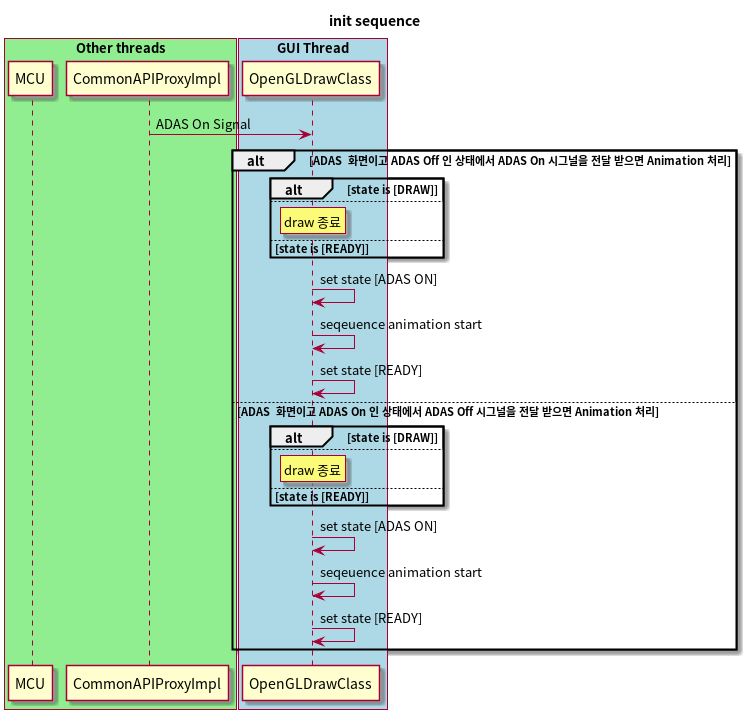 init sequence
Other threads
GUI Thread
MCU
CommonAPIProxyImpl
OpenGLDrawClass
ADAS On Signal
alt
[ADAS 화면이고 ADAS Off 인 상태에서 ADAS On 시그널을 전달 받으면 Animation 처리]
alt
[state is [DRAW]]
draw 종료
[state is [READY]]
set state [ADAS ON]
seqeuence animation start
set state [READY]
[ADAS 화면이고 ADAS On 인 상태에서 ADAS Off 시그널을 전달 받으면 Animation 처리]
alt
[state is [DRAW]]
draw 종료
[state is [READY]]
set state [ADAS ON]
seqeuence animation start
set state [READY]
MCU
CommonAPIProxyImpl
OpenGLDrawClass